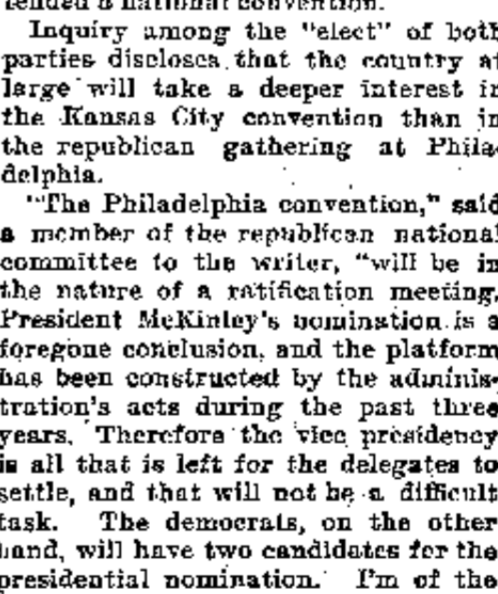 tended a national convention.
Inquiry among the "elect" of both
parties discloses that the country at
large will take a deeper interest in
the Kansas City convention than in
the republican gathering at Phila-
delphia.
"The Philadelphia convention," said
a member of the republican national
committee to the writer, "will be in
the nature of a ratification meeting.
President McKinley's nomination is a
foregone conclusion, and the platform
has been constructed by the adminis-
tration's acts during the past three
years. Therefore the vice presidency
is all that is left for the delegates to
settle, and that will not be a difficult
task. The democrats, on the other
hand, will have two candidates for the
presidential nomination. I'm of the